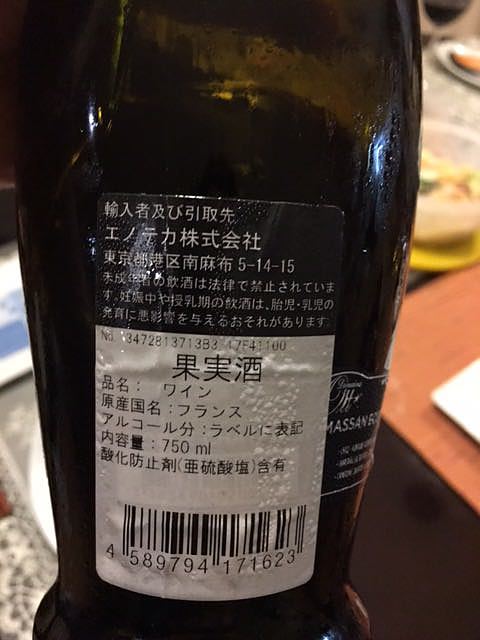 輸入者及び引取先
エノテカ株式会社
東京都港区南麻布 5-14-15
未成年者の飲酒は法律で禁止されていま
す。妊娠中や授乳期の飲酒は、胎児・乳児の
発育に悪影響を与えるおそれがあります。
No. 3472813713B3 17F41100
果実酒
品名： ワイン
原産国名：フランス
アルコール分：ラベルに表記
内容量：750 ml
酸化防止剤(亜硫酸塩)含有
4 589794 171623
Domaine
MASSAN